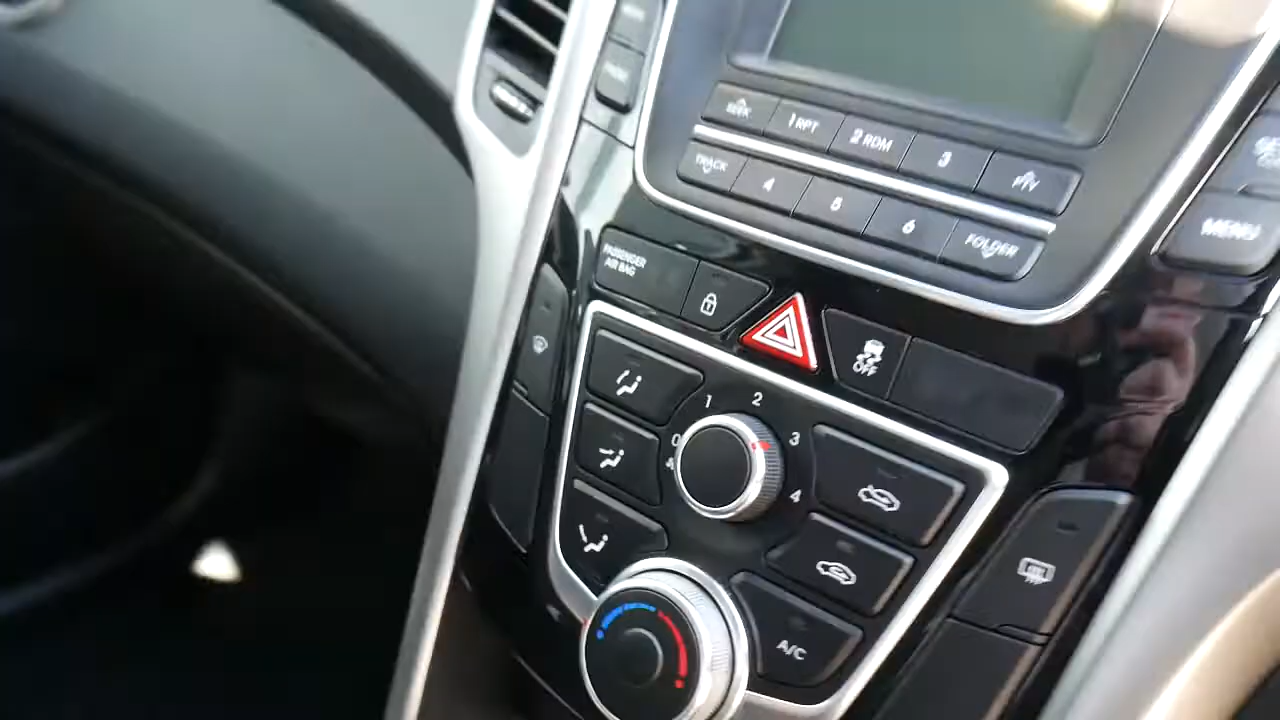 SEEK
1 RPT
2 RDM
3
TRACK
4
5
6
FOLDER
MENU
PASSENGER
AIR BAG
OFF
0
1
2
3
4
A/C